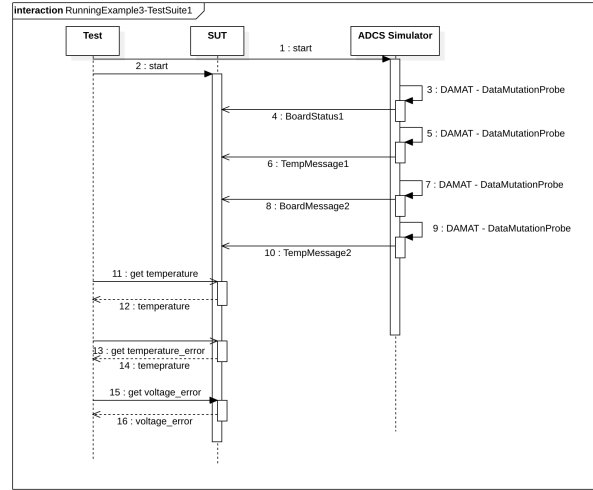 interaction RunningExample3-TestSuite1
Test
SUT
ADCS Simulator
1 : start
2 : start
3 : DAMAT - DataMutationProbe
4 : BoardStatus1
5 : DAMAT - DataMutationProbe
6 : TempMessage1
7 : DAMAT - DataMutationProbe
8 : BoardMessage2
9 : DAMAT - DataMutationProbe
10 : TempMessage2
11 : get temperature
12 : temperature
13 : get temperature_error
14 : temeprature
15 : get voltage_error
16 : voltage_error